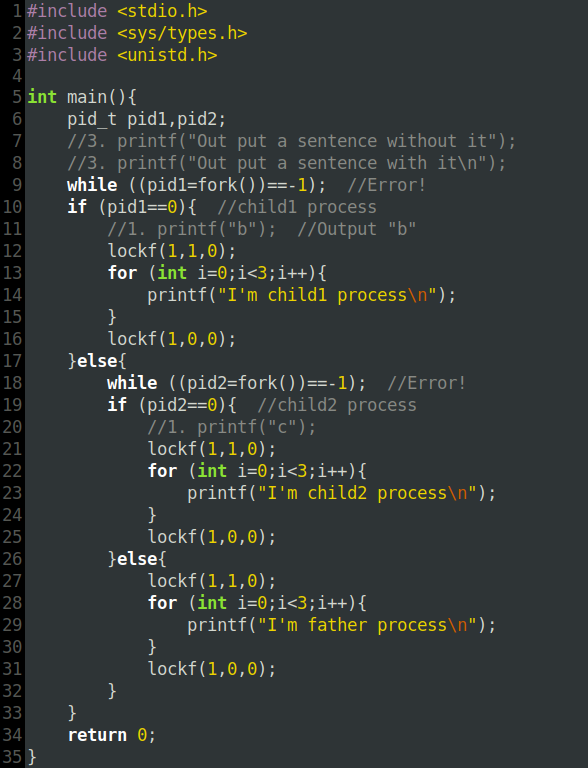 1 #include <stdio.h>
2 #include <sys/types.h>
3 #include <unistd.h>
4
5 int main(){
6     pid_t pid1,pid2;
7     //3. printf("Out put a sentence without it");
8     //3. printf("Out put a sentence with it\n");
9     while ((pid1=fork())==-1);  //Error!
10     if (pid1==0){  //child1 process
11         //1. printf("b");  //Output "b"
12         lockf(1,1,0);
13         for (int i=0;i<3;i++){
14             printf("I'm child1 process\n");
15         }
16         lockf(1,0,0);
17     }else{
18         while ((pid2=fork())==-1);  //Error!
19         if (pid2==0){  //child2 process
20             //1. printf("c");
21             lockf(1,1,0);
22             for (int i=0;i<3;i++){
23                 printf("I'm child2 process\n");
24             }
25             lockf(1,0,0);
26         }else{
27             lockf(1,1,0);
28             for (int i=0;i<3;i++){
29                 printf("I'm father process\n");
30             }
31             lockf(1,0,0);
32         }
33     }
34     return 0;
35 }